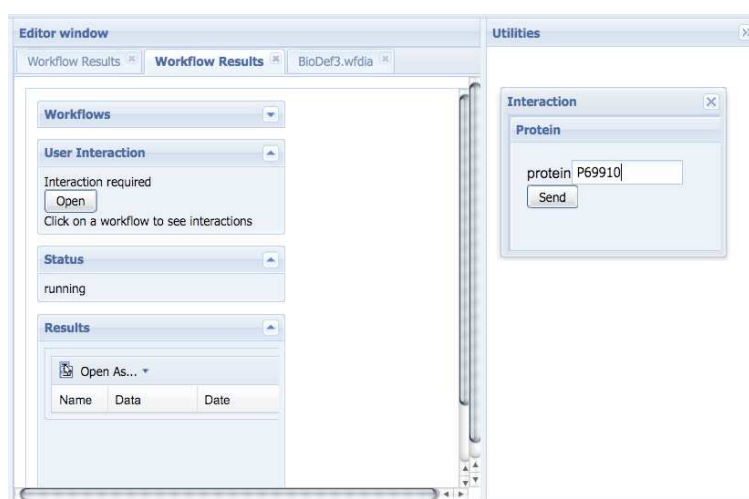 Editor window
Workflow Results
Workflow Results
BioDef3.wfdia
Workflows
User Interaction
Interaction required
Open
Click on a workflow to see interactions
Status
running
Results
Open As...
Name Data Date
Utilities
Interaction
Protein
protein P69910
Send